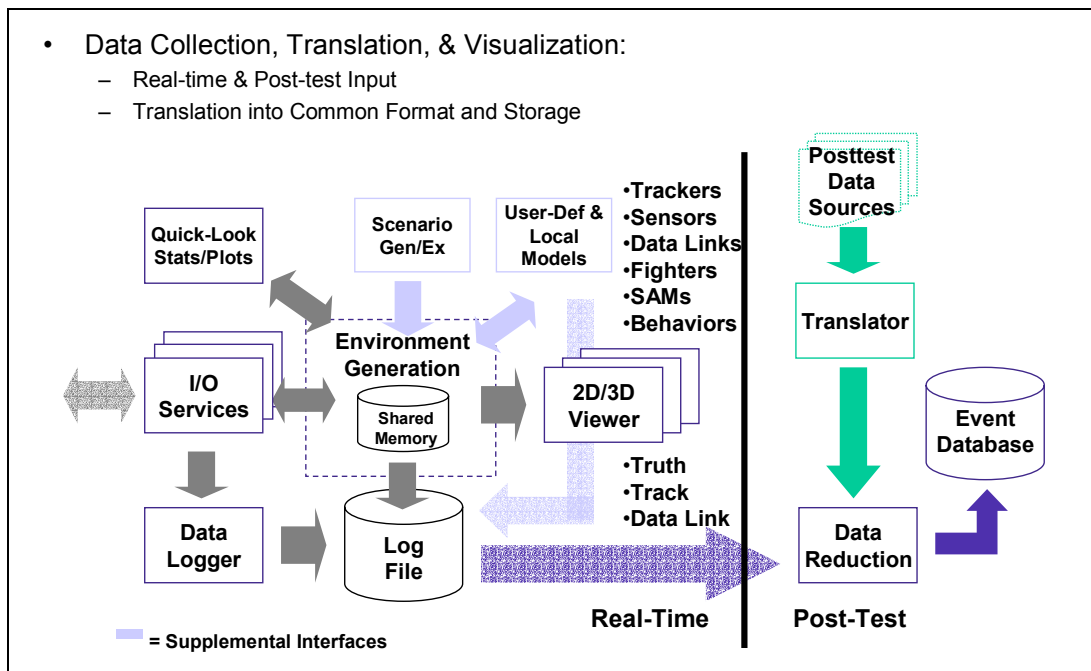 • Data Collection, Translation, & Visualization:
– Real-time & Post-test Input
– Translation into Common Format and Storage
Quick-Look
Stats/Plots
Scenario
Gen/Ex
User-Def &
Local
Models
•Trackers
•Sensors
•Data Links
•Fighters
•SAMs
•Behaviors
Posttest
Data
Sources
Translator
I/O
Services
Environment
Generation
Shared
Memory
2D/3D
Viewer
Event
Database
•Truth
•Track
•Data Link
Data
Logger
Log
File
Data
Reduction
Real-Time
Post-Test
= Supplemental Interfaces